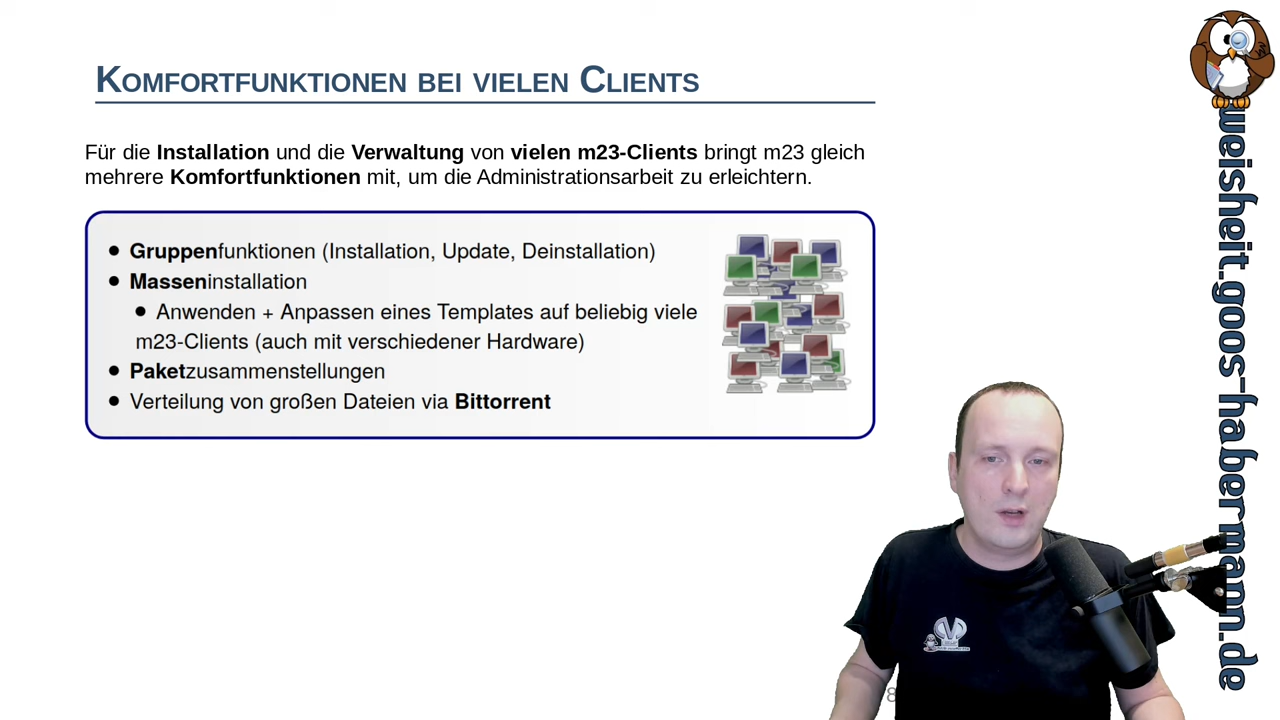 Komfortfunktionen bei vielen Clients
Für die Installation und die Verwaltung von vielen m23-Clients bringt m23 gleich
mehrere Komfortfunktionen mit, um die Administrationsarbeit zu erleichtern.
● Gruppenfunktionen (Installation, Update, Deinstallation)
● Masseninstallation
● Anwenden + Anpassen eines Templates auf beliebig viele
m23-Clients (auch mit verschiedener Hardware)
● Paketzusammenstellungen
● Verteilung von großen Dateien via Bittorrent
weisheit.goos-habermann.de
8